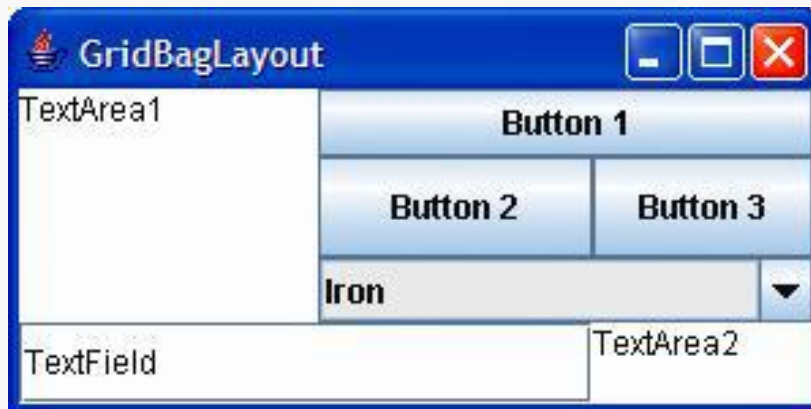 GridBagLayout
TextArea1
Button 1
Button 2
Button 3
Iron
TextField
TextArea2